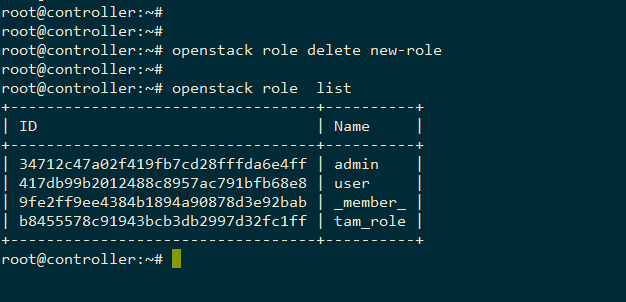 root@controller:~#
root@controller:~#
root@controller:~# openstack role delete new-role
root@controller:~#
root@controller:~# openstack role  list
+----------------------------------+----------+
| ID                               | Name     |
+----------------------------------+----------+
| 34712c47a02f419fb7cd28fffda6e4ff | admin    |
| 417db99b2012488c8957ac791bfb68e8 | user     |
| 9fe2ff9ee4384b1894a90878d3e92bab | _member_ |
| b8455578c91943bcb3db2997d32fc1ff | tam_role |
+----------------------------------+----------+
root@controller:~#